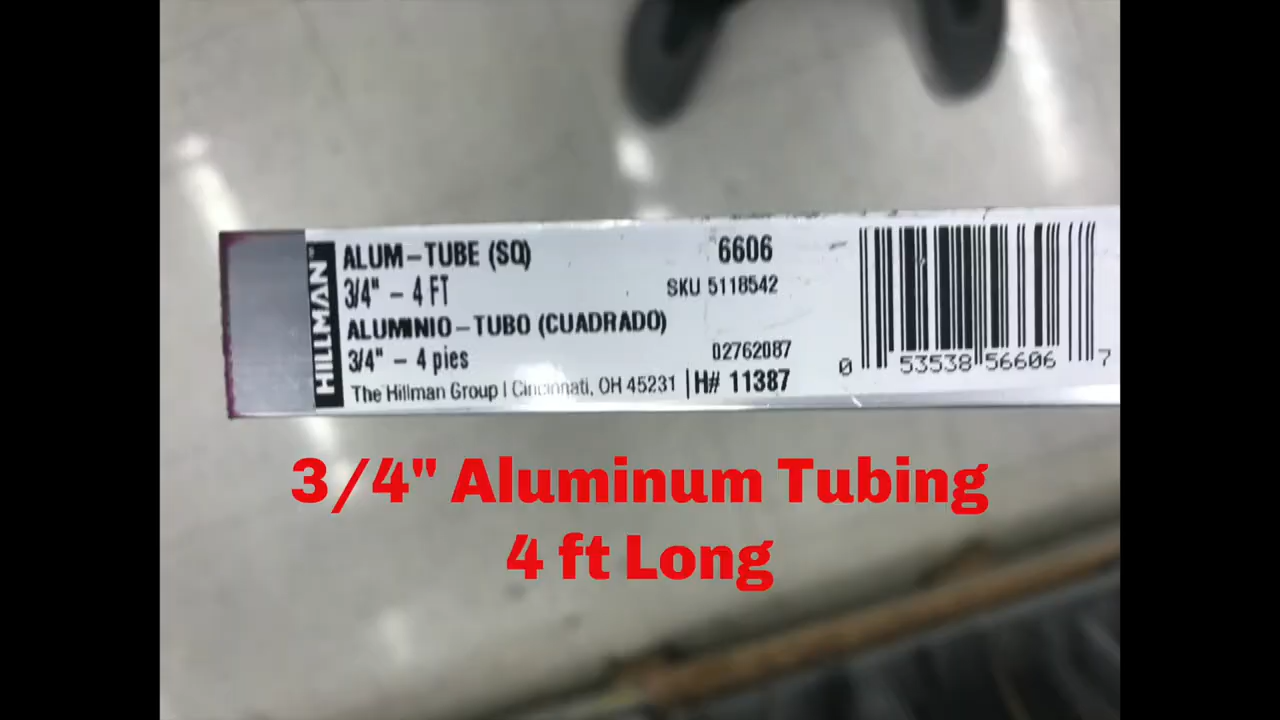 HILLMAN
ALUM-TUBE (SQ)
6606
3/4" - 4 FT
SKU 5118542
ALUMINIO-TUBO (CUADRADO)
3/4" - 4 pies
02762087
The Hillman Group | Cincinnati, OH 45231 | H# 11387
0 53538 56606 7
3/4" Aluminum Tubing
4 ft Long